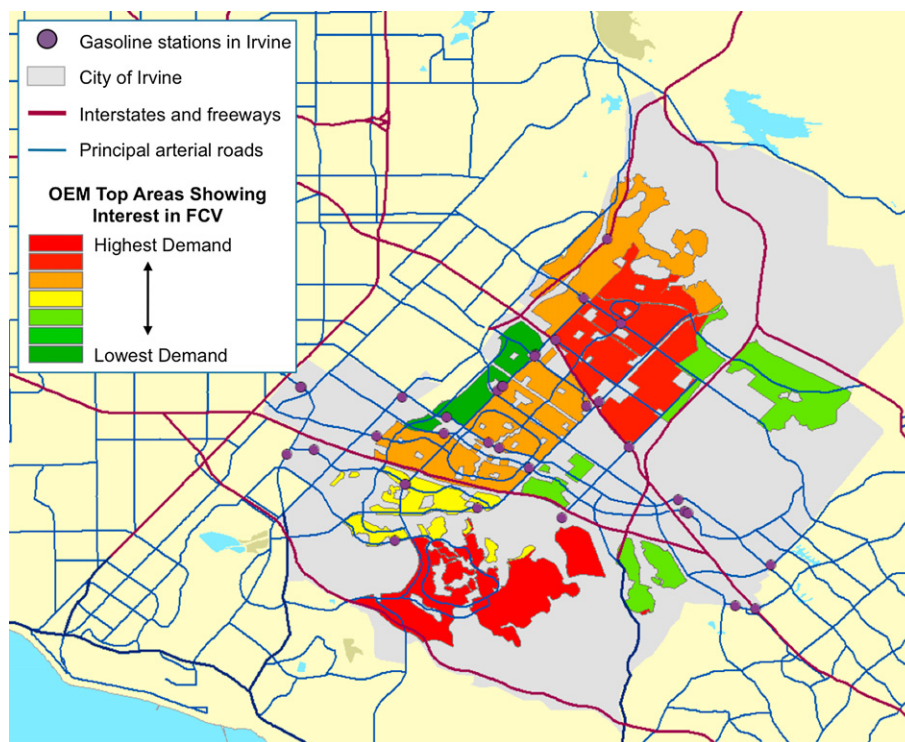 Gasoline stations in Irvine
City of Irvine
Interstates and freeways
Principal arterial roads
OEM Top Areas Showing
Interest in FCV
Highest Demand
Lowest Demand